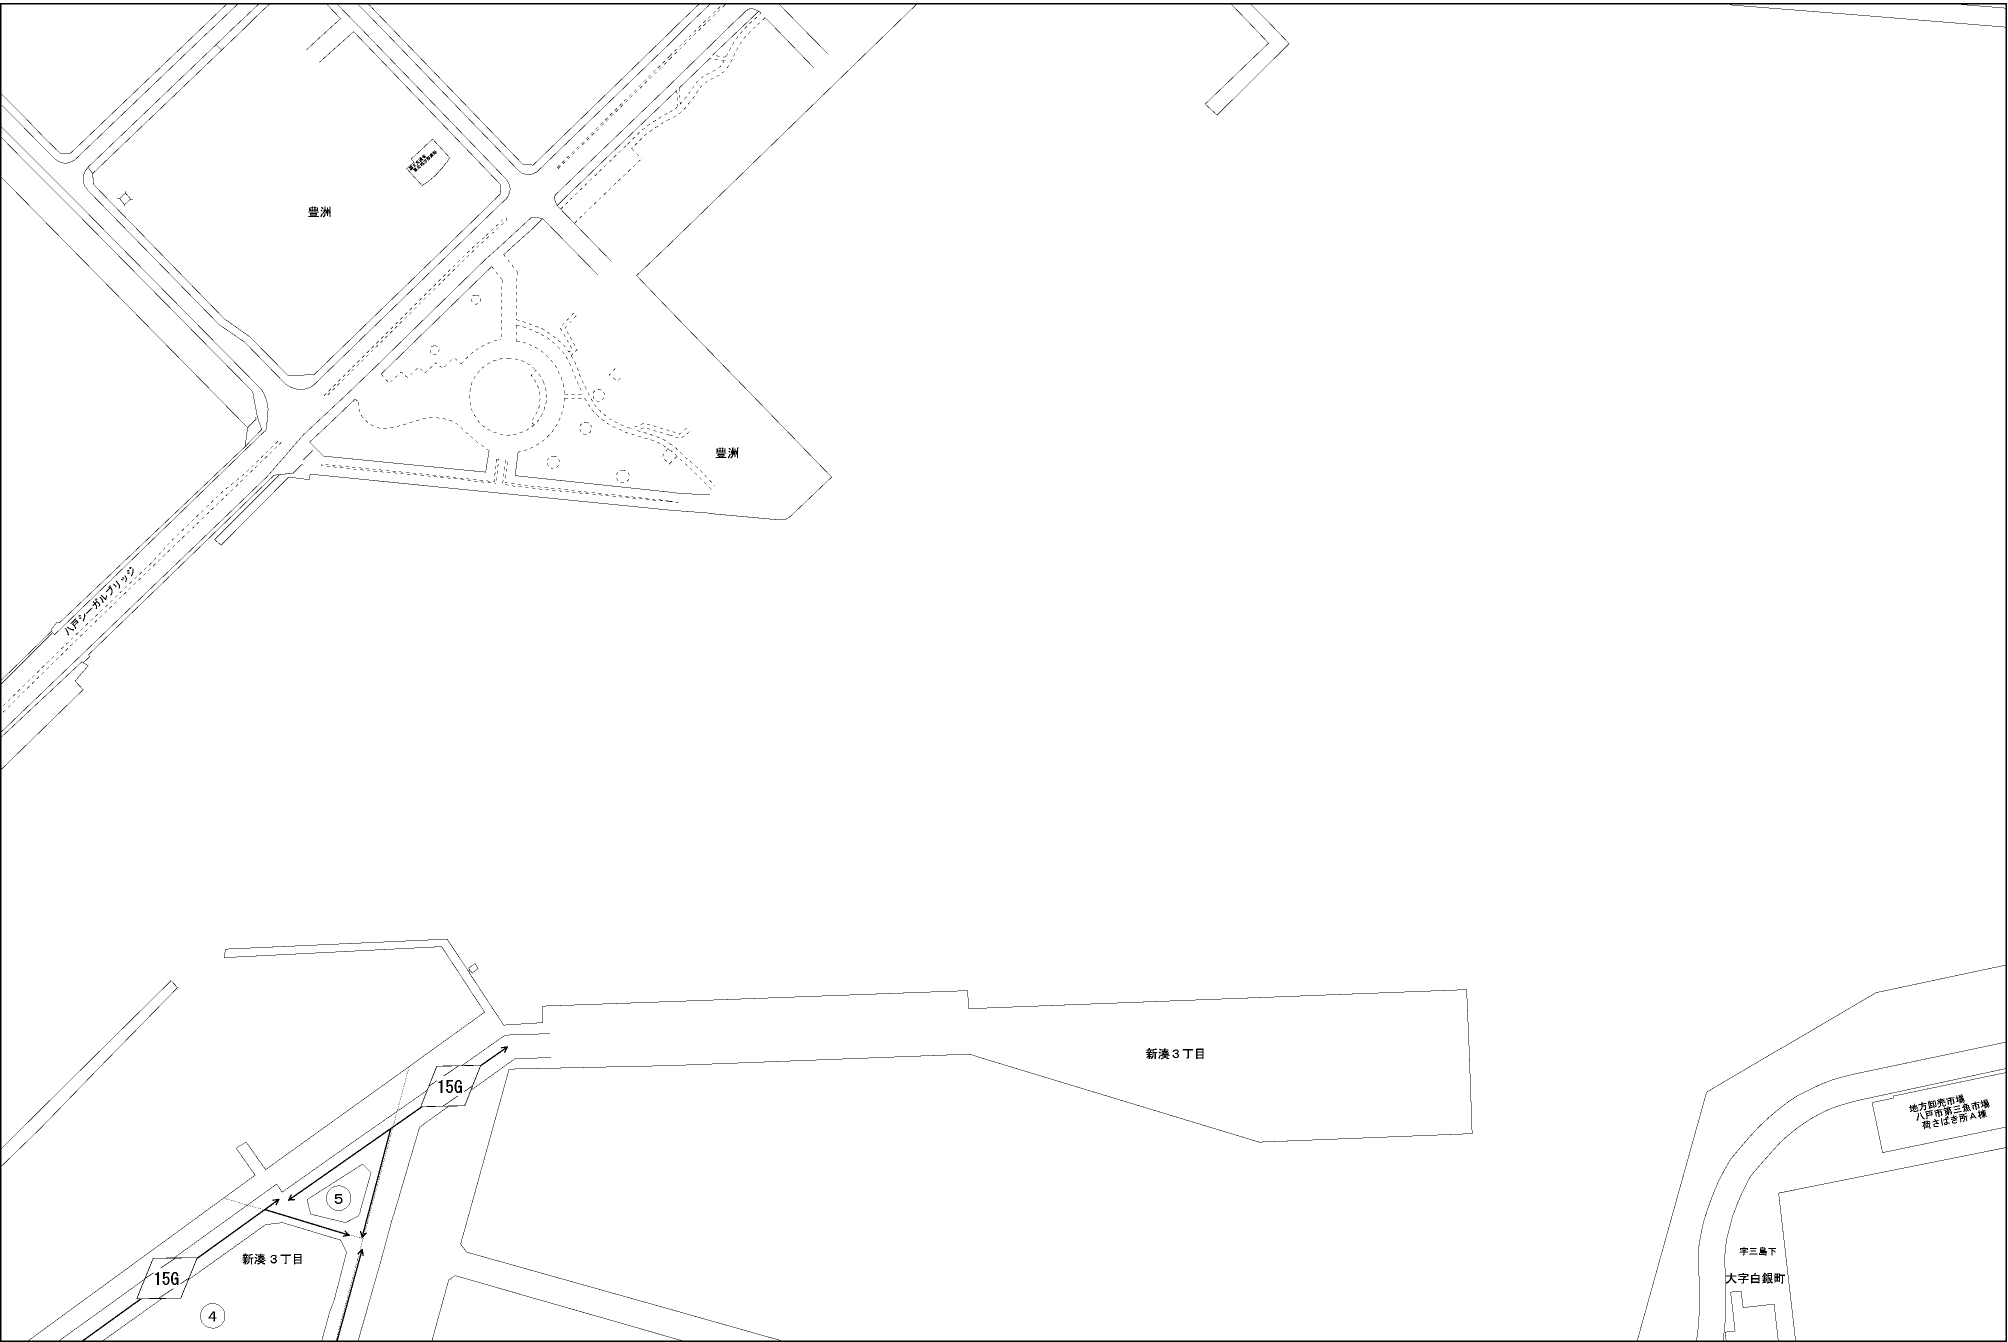 豊洲
豊洲
八戸シーガルブリッジ
新湊３丁目
15G
地方卸売市場
八戸市第三魚市場
荷さばき所Ａ棟
5
新湊３丁目
字三島下
15G
大字白銀町
4